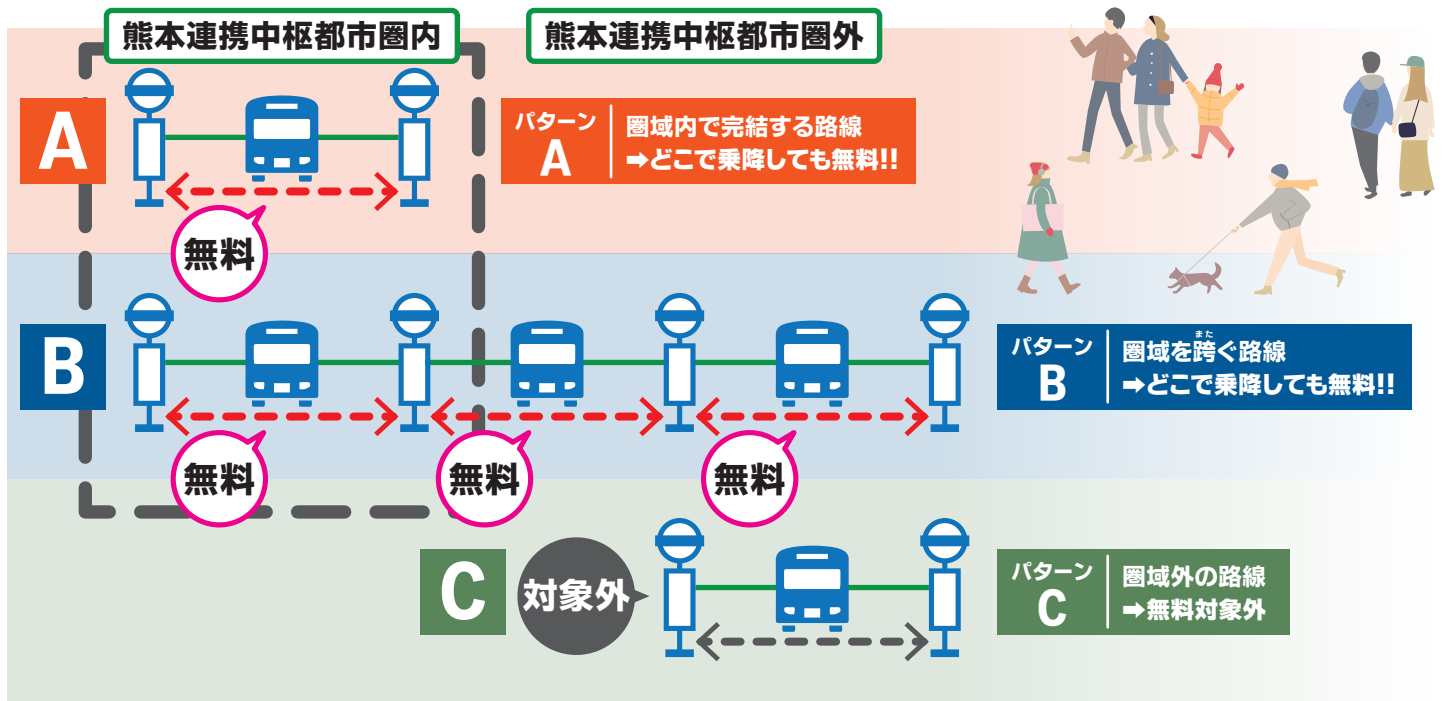 熊本連携中枢都市圏内
熊本連携中枢都市圏外
A
パターン
A
圏域内で完結する路線
➡どこで乗降しても無料!!
無料
B
パターン
B
また
圏域を跨ぐ路線
➡どこで乗降しても無料!!
無料
無料
無料
C
対象外
パターン
C
圏域外の路線
➡無料対象外